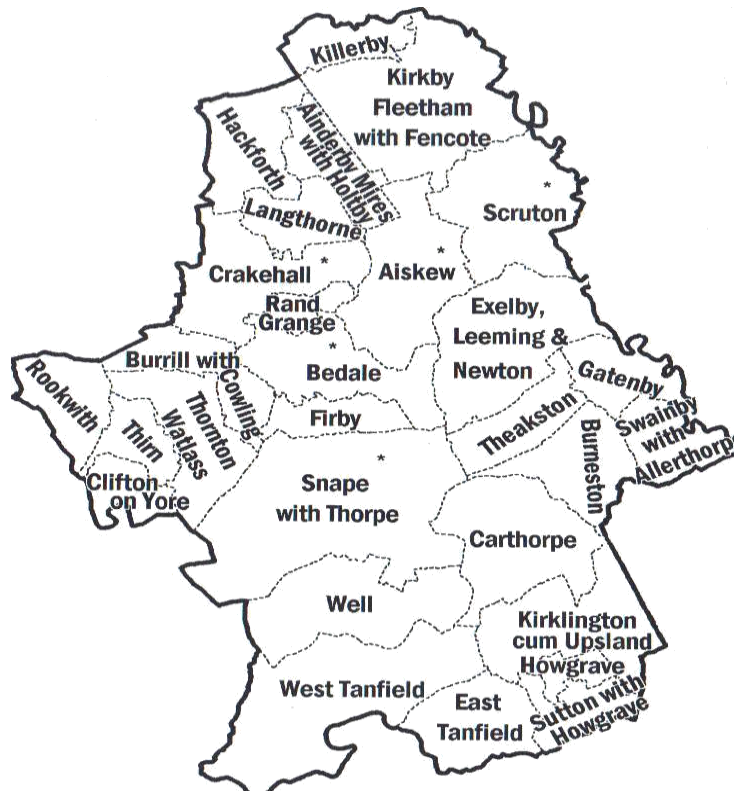 Killerby
Kirkby
Fleetham
with Fencote
Hackforth
Ainderby Mires
with Holtby
Langthorne
Scruton
*
Crakehall
*
Aiskew
*
Rand
Grange
Exelby,
Leeming &
Newton
Burrill with
Cowling
Bedale
*
Gatenby
Rookwith
Thirn
Thornton
Watlass
Firby
Theakston
Burneston
Swainby
with
Allerthorpe
Clifton
on Yore
*
Snape
with Thorpe
Carthorpe
Well
Kirklington
cum Upsland
Howgrave
West Tanfield
East
Tanfield
Sutton with
Howgrave